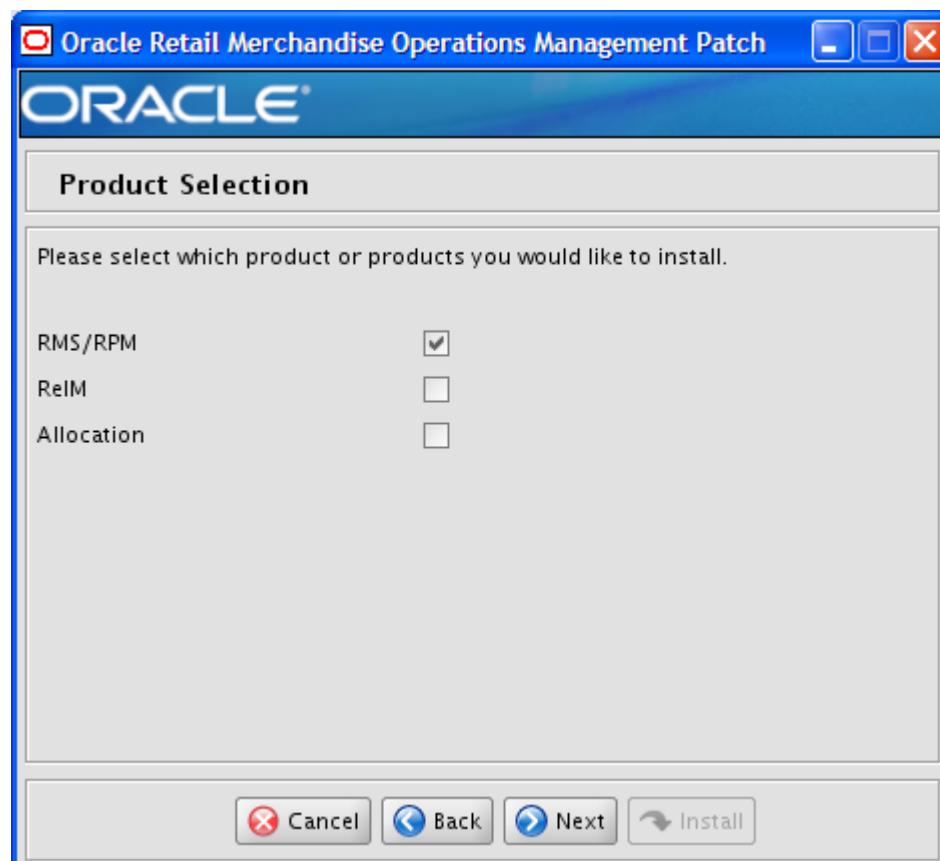 Oracle Retail Merchandise Operations Management Patch
ORACLE
Product Selection
Please select which product or products you would like to install.
RMS/RPM
ReIM
Allocation
Cancel Back Next Install